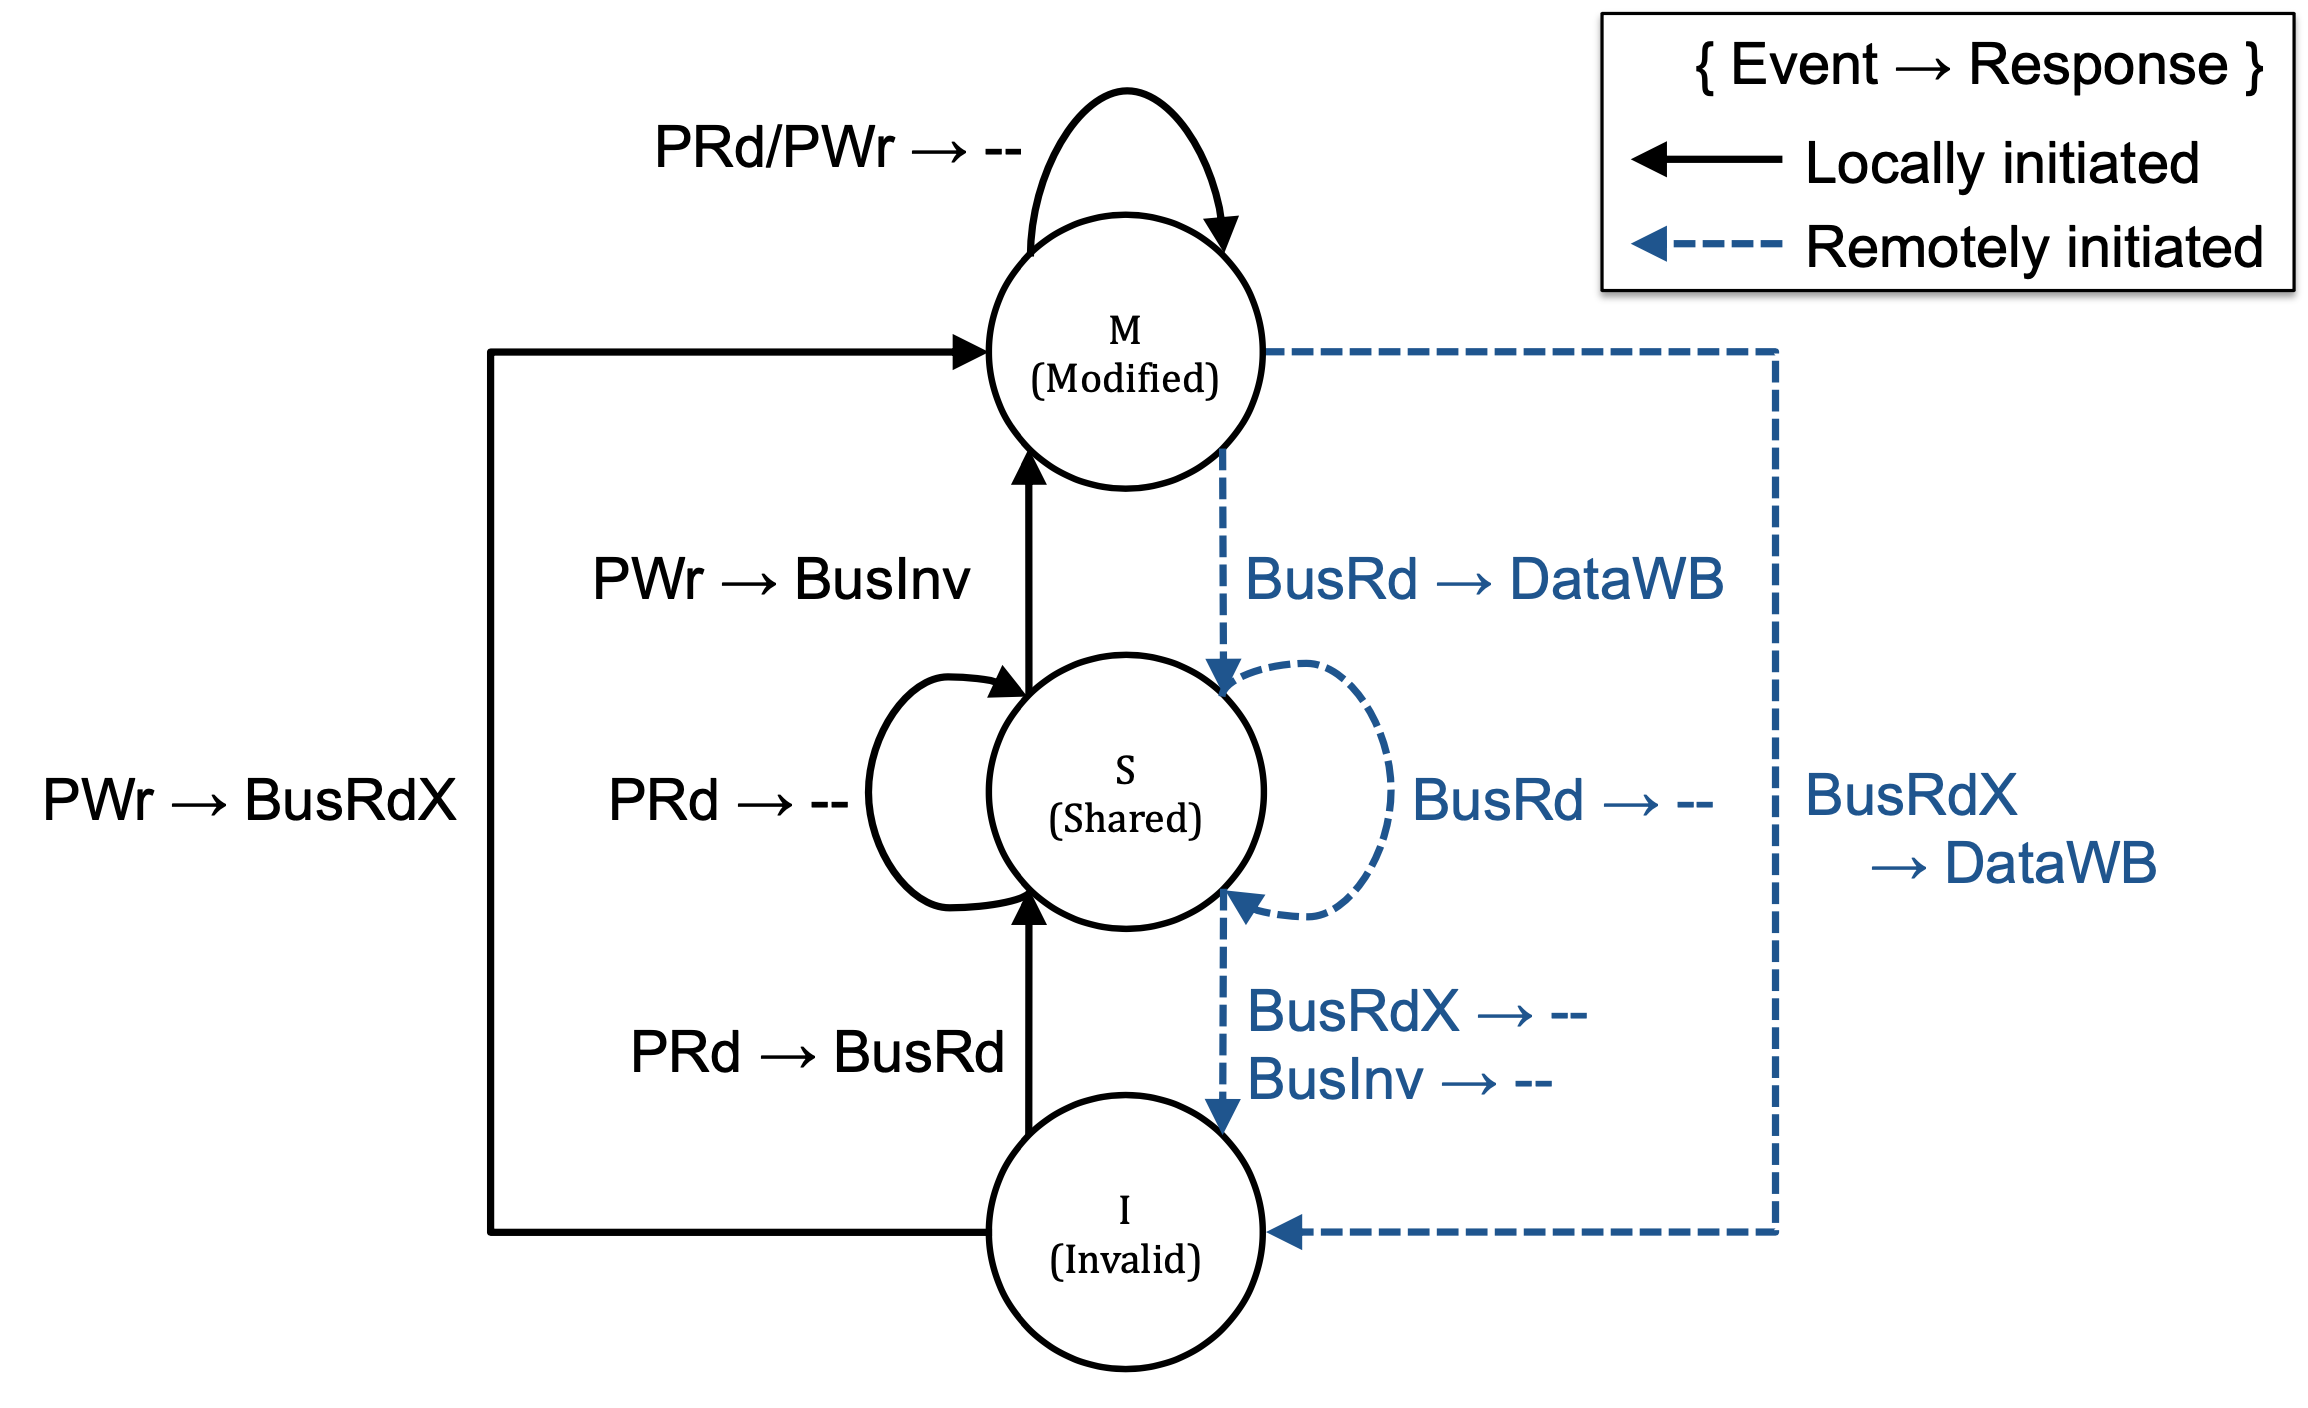 { Event → Response }
Locally initiated
Remotely initiated
PRd/PWr → --
M
(Modified)
PWr → BusInv
BusRd → DataWB
S
(Shared)
PWr → BusRdX
PRd → --
BusRd → --
BusRdX
→ DataWB
PRd → BusRd
BusRdX → --
BusInv → --
I
(Invalid)